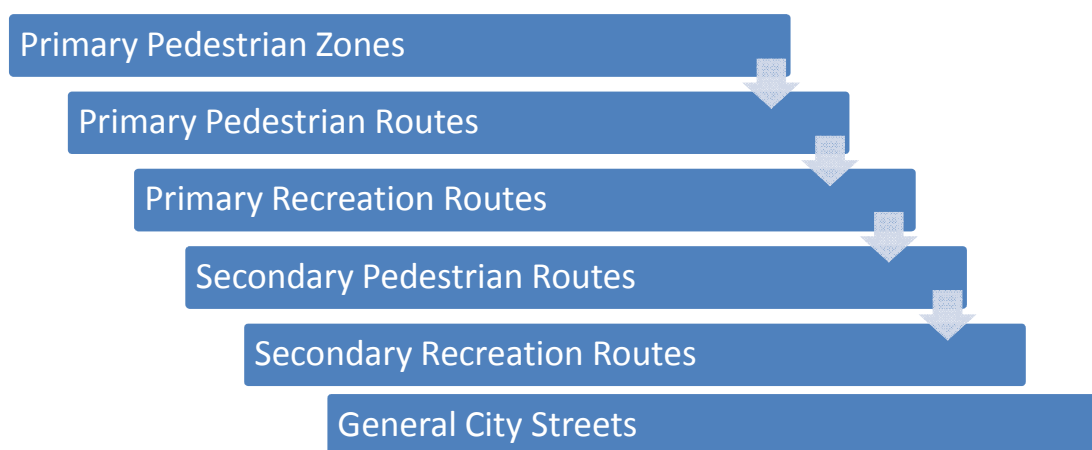 Primary Pedestrian Zones
Primary Pedestrian Routes
Primary Recreation Routes
Secondary Pedestrian Routes
Secondary Recreation Routes
General City Streets